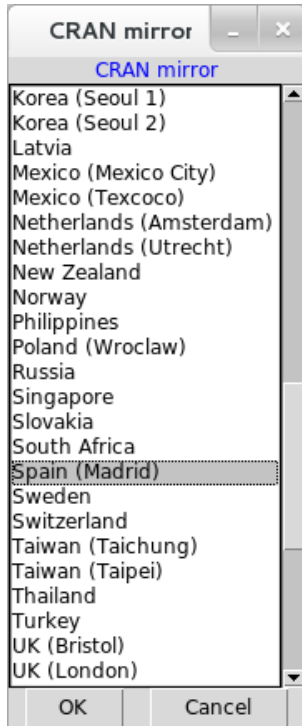 CRAN mirror
CRAN mirror
Korea (Seoul 1)
Korea (Seoul 2)
Latvia
Mexico (Mexico City)
Mexico (Texcoco)
Netherlands (Amsterdam)
Netherlands (Utrecht)
New Zealand
Norway
Philippines
Poland (Wroclaw)
Russia
Singapore
Slovakia
South Africa
Spain (Madrid)
Sweden
Switzerland
Taiwan (Taichung)
Taiwan (Taipei)
Thailand
Turkey
UK (Bristol)
UK (London)
OK Cancel